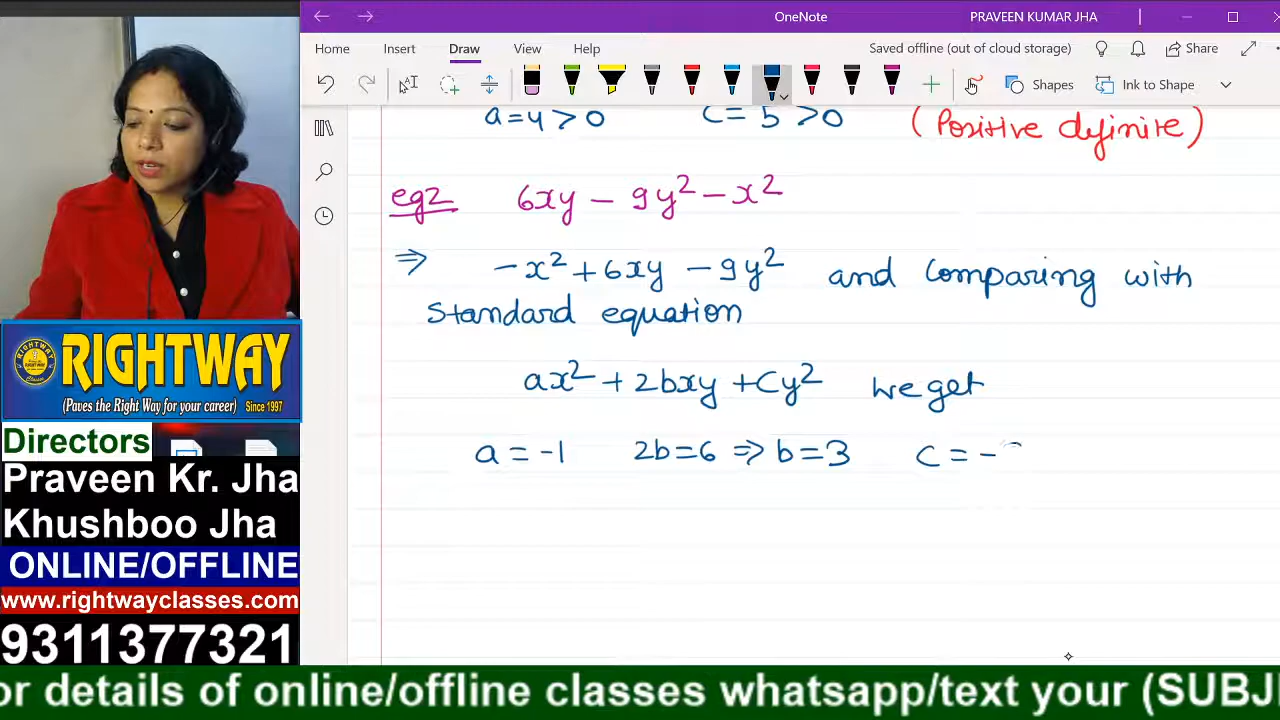 OneNote
PRAVEEN KUMAR JHA
Home Insert Draw View Help
Saved offline (out of cloud storage)
Share
Shapes
Ink to Shape
a=4>0 c= 5 >0 (Positive definite)
eg2 6xy − 9y² − x²
⇒ -x² + 6xy − 9y² and comparing with
standard equation
ax² + 2bxy + cy² we get
a = -1 2b=6 ⇒ b=3 c = -
RIGHTWAY
(Paves the Right Way for your career) Since 1997
Directors
Praveen Kr. Jha
Khushboo Jha
ONLINE/OFFLINE
www.rightwayclasses.com
9311377321
or details of online/offline classes whatsapp/text your (SUBJ